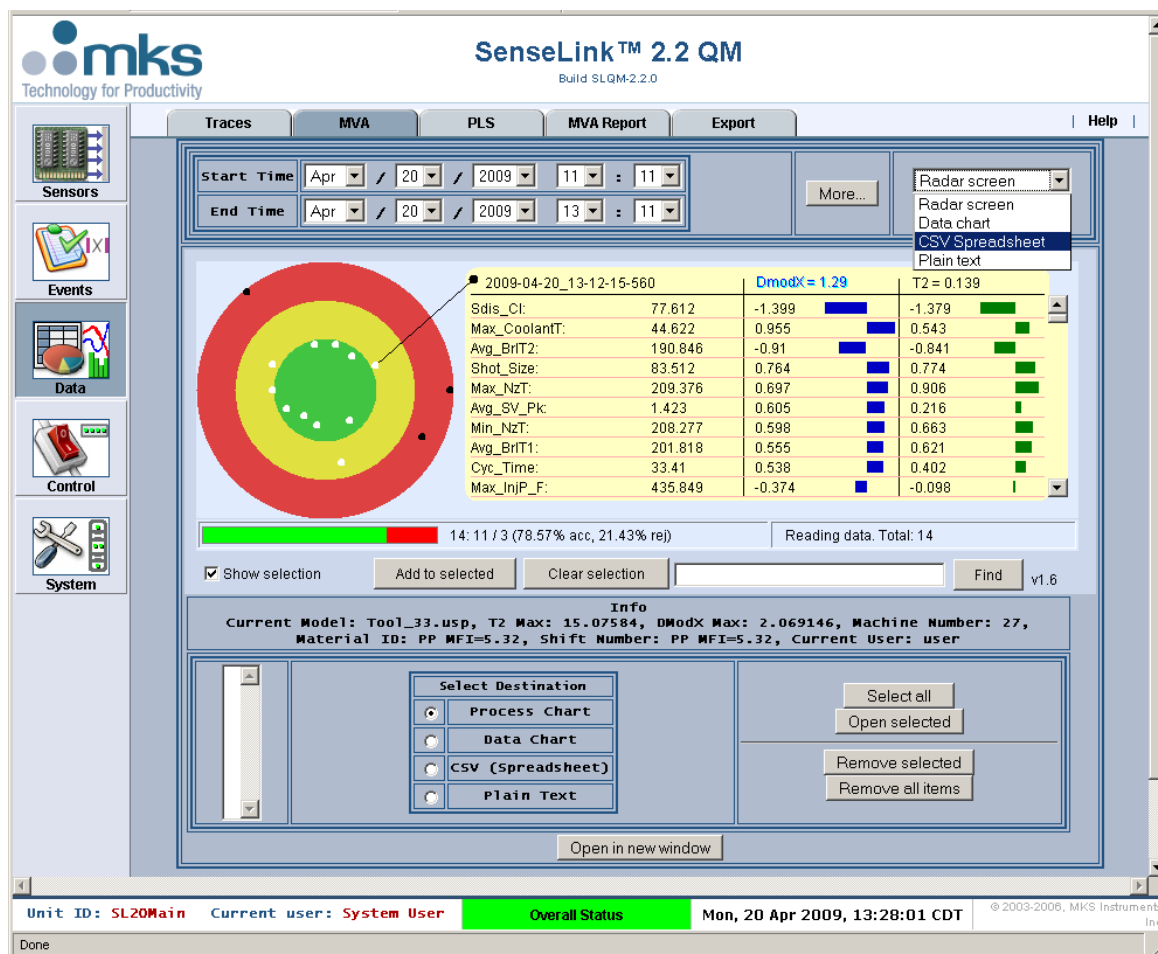 mks
Technology for Productivity
SenseLink™ 2.2 QM
Build SLQM-2.2.0
Traces MVA PLS MVA Report Export | Help |
Sensors
Events
Data
Control
System
Start Time Apr / 20 / 2009 11 : 11
End Time Apr / 20 / 2009 13 : 11
More...
Radar screen
Radar screen
Data chart
CSV Spreadsheet
Plain text
2009-04-20_13-12-15-560 DmodX = 1.29 T2 = 0.139
Sdis_CI: 77.612 -1.399 -1.379
Max_CoolantT: 44.622 0.955 0.543
Avg_BrlT2: 190.846 -0.91 -0.841
Shot_Size: 83.512 0.764 0.774
Max_NzT: 209.376 0.697 0.906
Avg_SV_Pk: 1.423 0.605 0.216
Min_NzT: 208.277 0.598 0.663
Avg_BrlT1: 201.818 0.555 0.621
Cyc_Time: 33.41 0.538 0.402
Max_InjP_F: 435.849 -0.374 -0.098
14: 11 / 3 (78.57% acc, 21.43% rej) Reading data. Total: 14
Show selection Add to selected Clear selection Find v1.6
Info
Current Model: Tool_33.usp, T2 Max: 15.07584, DModX Max: 2.069146, Machine Number: 27,
Material ID: PP MFI=5.32, Shift Number: PP MFI=5.32, Current User: user
Select Destination
Process Chart
Data Chart
CSV (Spreadsheet)
Plain Text
Select all
Open selected
Remove selected
Remove all items
Open in new window
Unit ID: SL20Main Current user: System User Overall Status Mon, 20 Apr 2009, 13:28:01 CDT
© 2003-2006, MKS Instrument
In
Done